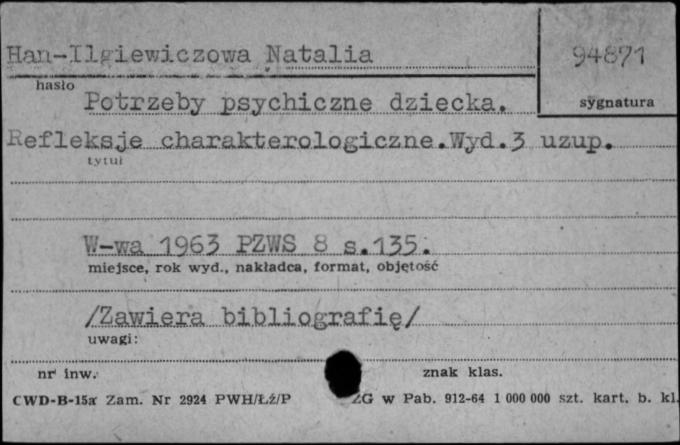 Han-Ilgiewiczowa Natalia
94871
hasło
sygnatura
Potrzeby psychiczne dziecka.
Refleksje charakterologiczne.Wyd.3 uzup.
tytuł
W-wa 1963 PZWS 8 s.135.
miejsce, rok wyd., nakładca, format, objętość
/Zawiera bibliografię/
uwagi:
nr inw. znak klas.
CWD-B-15a Zam. Nr 2924 PWH/Łź/P ZG w Pab. 912-64 1 000 000 szt. kart. b. kl.